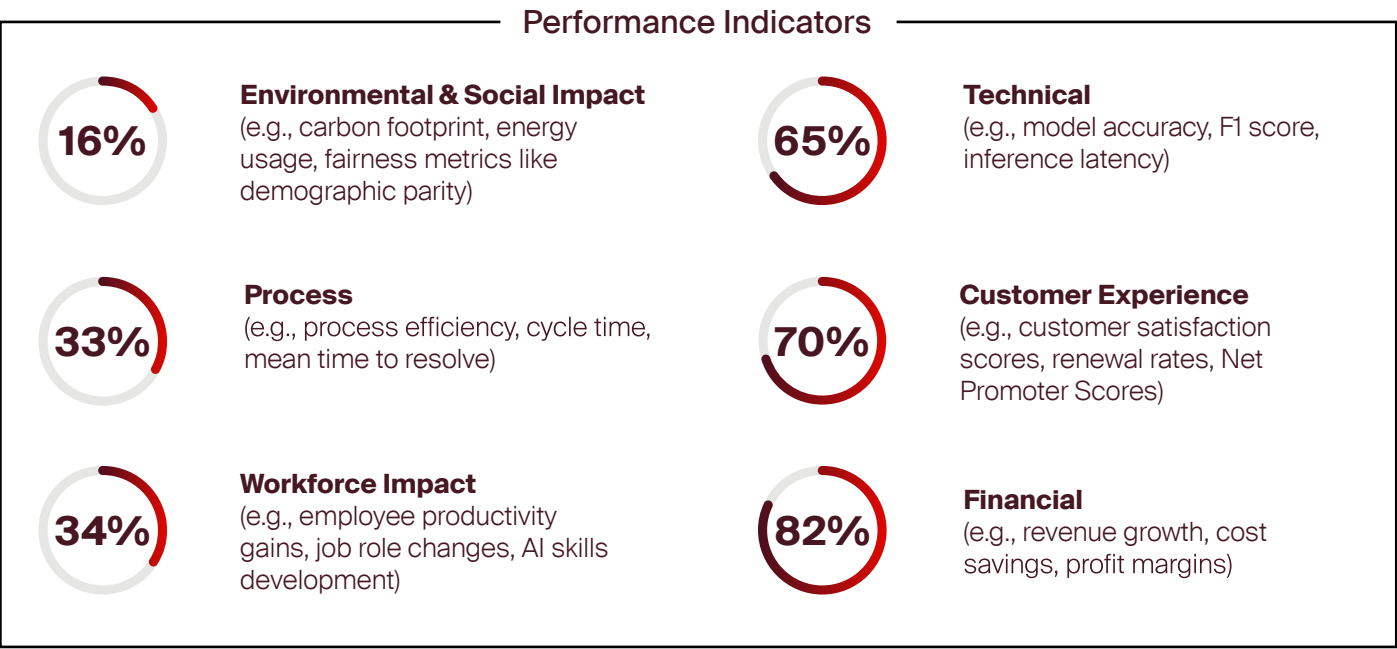 Performance Indicators
16%
Environmental & Social Impact
(e.g., carbon footprint, energy
usage, fairness metrics like
demographic parity)
33%
Process
(e.g., process efficiency, cycle time,
mean time to resolve)
34%
Workforce Impact
(e.g., employee productivity
gains, job role changes, AI skills
development)
65%
Technical
(e.g., model accuracy, F1 score,
inference latency)
70%
Customer Experience
(e.g., customer satisfaction
scores, renewal rates, Net
Promoter Scores)
82%
Financial
(e.g., revenue growth, cost
savings, profit margins)